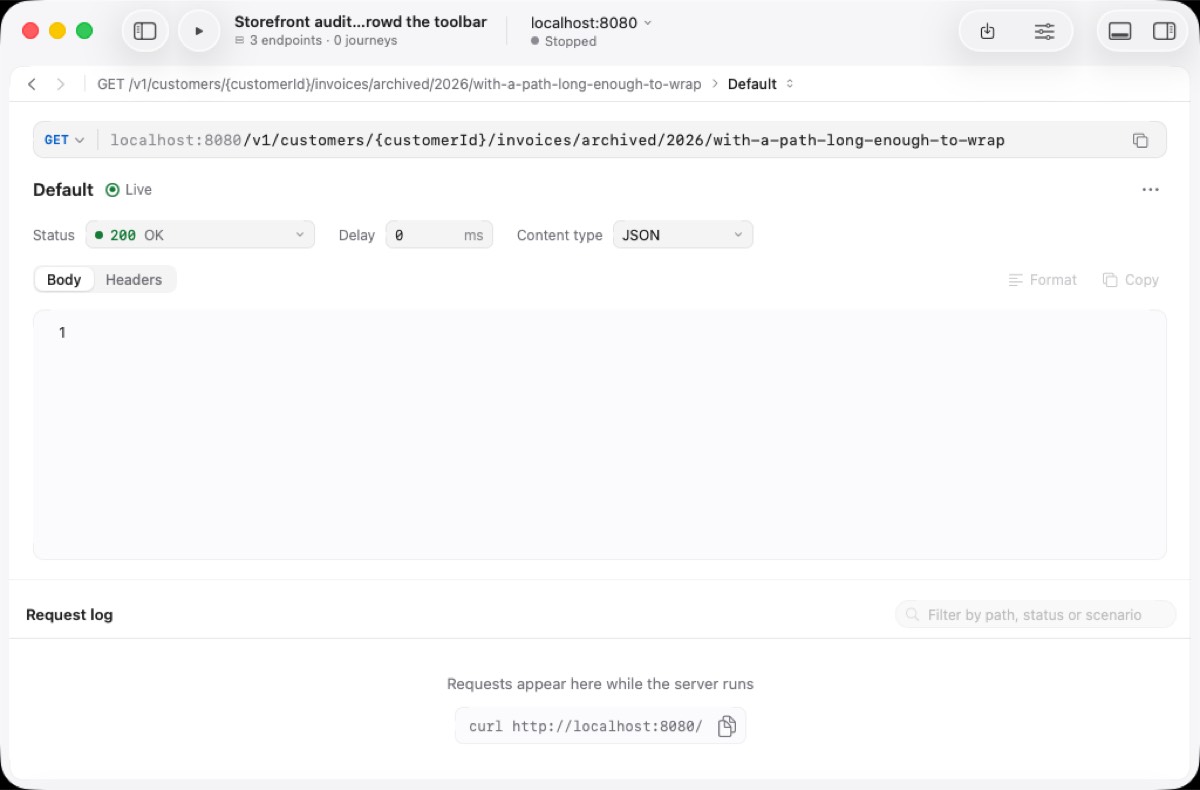 Storefront audit...rowd the toolbar
3 endpoints · 0 journeys
localhost:8080
Stopped
GET /v1/customers/{customerId}/invoices/archived/2026/with-a-path-long-enough-to-wrap
Default
GET
localhost:8080/v1/customers/{customerId}/invoices/archived/2026/with-a-path-long-enough-to-wrap
Default
Live
Status
200 OK
Delay
0 ms
Content type
JSON
Body
Headers
Format
Copy
1
Request log
Filter by path, status or scenario
Requests appear here while the server runs
curl http://localhost:8080/